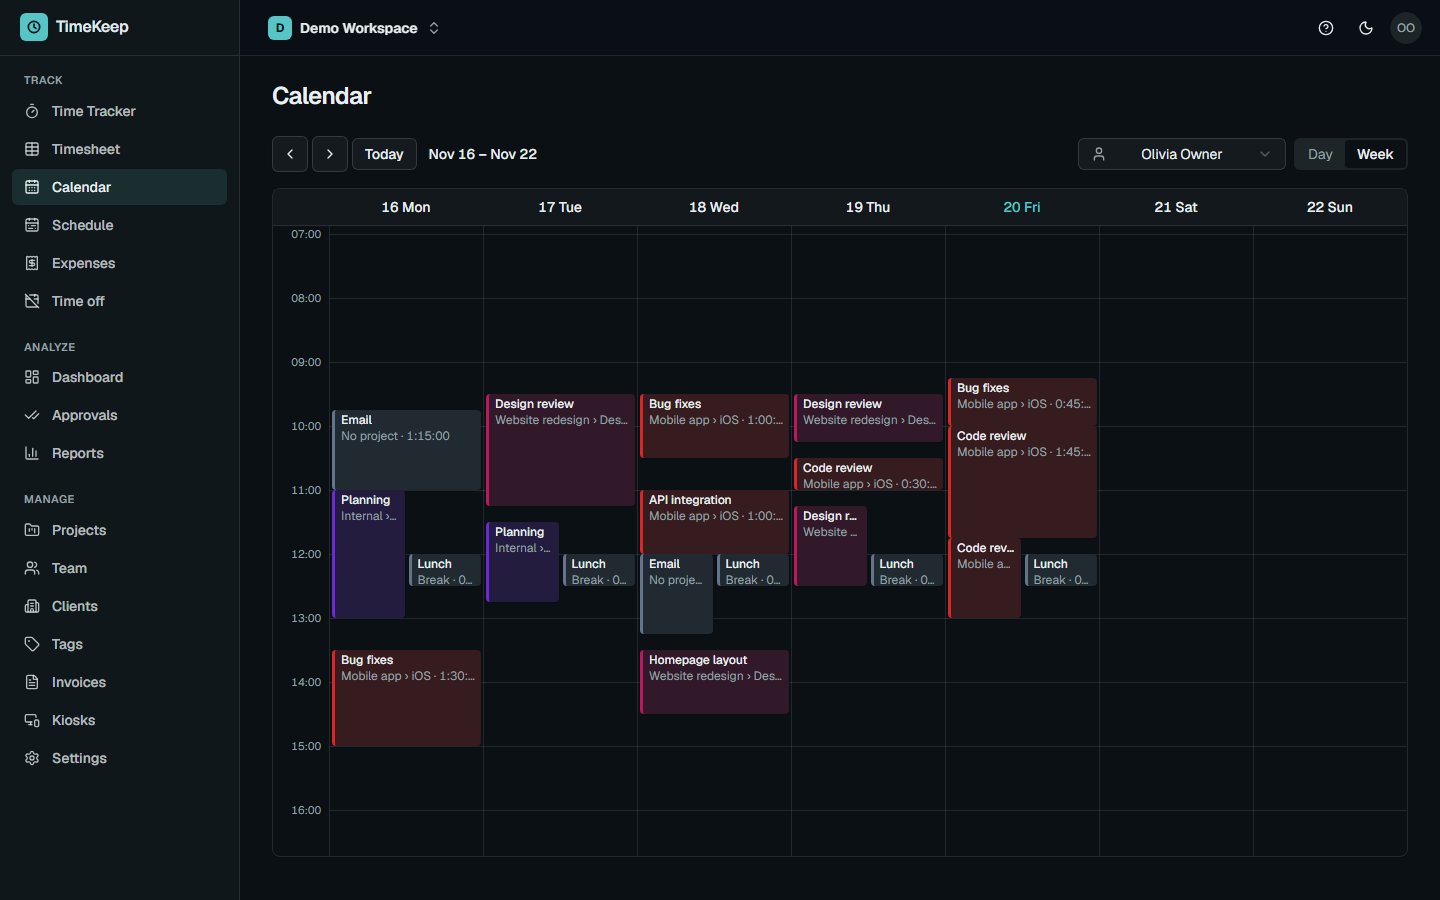 TimeKeep
D Demo Workspace
OO
TRACK
Time Tracker
Timesheet
Calendar
Schedule
Expenses
Time off
ANALYZE
Dashboard
Approvals
Reports
MANAGE
Projects
Team
Clients
Tags
Invoices
Kiosks
Settings
Calendar
Today
Nov 16 – Nov 22
Olivia Owner
Day
Week
16 Mon
17 Tue
18 Wed
19 Thu
20 Fri
21 Sat
22 Sun
07:00
08:00
09:00
10:00
11:00
12:00
13:00
14:00
15:00
16:00
Email
No project · 1:15:00
Planning
Internal ›...
Lunch
Break · 0...
Bug fixes
Mobile app › iOS · 1:30:...
Design review
Website redesign › Des...
Planning
Internal ›...
Lunch
Break · 0...
Bug fixes
Mobile app › iOS · 1:00:...
API integration
Mobile app › iOS · 1:00:...
Email
No proje...
Lunch
Break · 0...
Homepage layout
Website redesign › Des...
Design review
Website redesign › Des...
Code review
Mobile app › iOS · 0:30:...
Design r...
Website ...
Lunch
Break · 0...
Bug fixes
Mobile app › iOS · 0:45:...
Code review
Mobile app › iOS · 1:45:...
Code rev...
Mobile a...
Lunch
Break · 0...